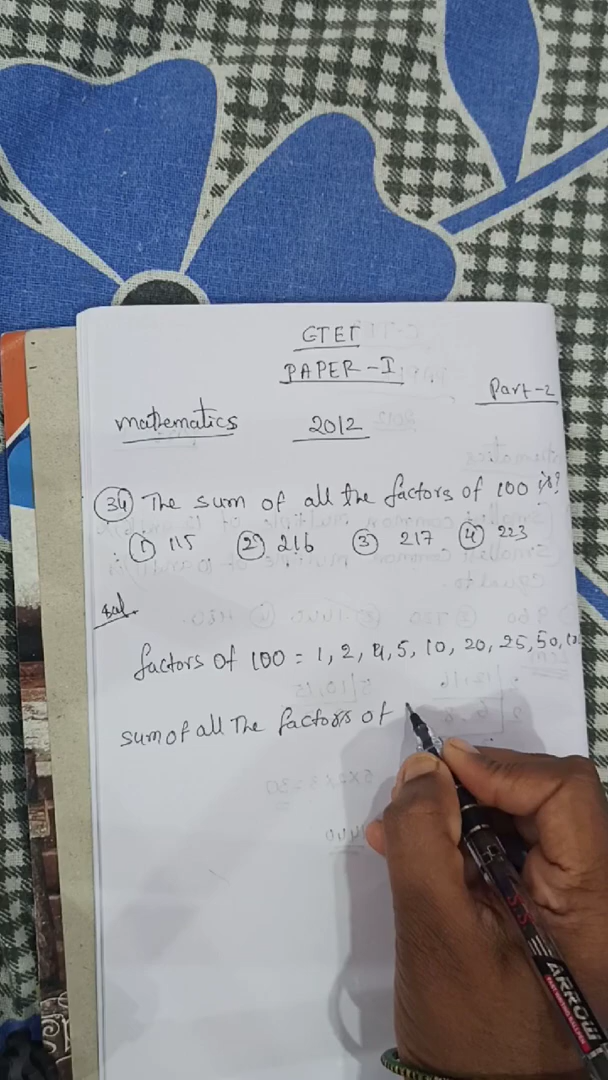 CTET
PAPER-I
Part-2
mathematics 2012
34 The sum of all the factors of 100 is?
1 115 2 216 3 217 4 223
Sol.
factors of 100 = 1, 2, 4, 5, 10, 20, 25, 50, 10
sum of all The factors of
ARROW